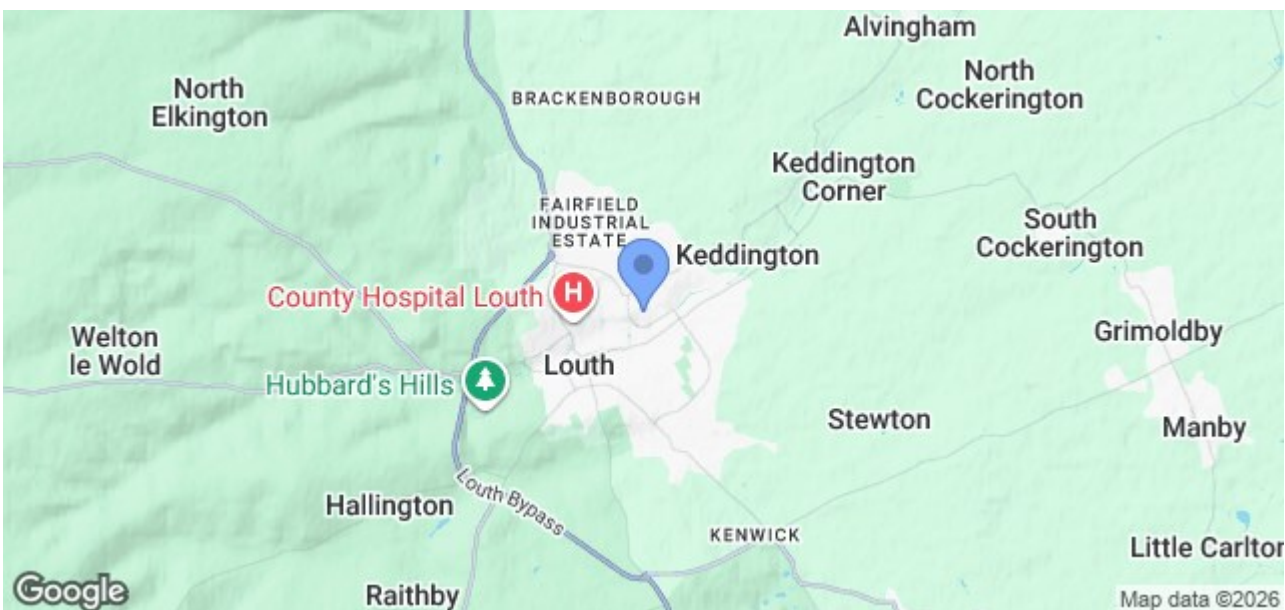 Alvingham
North
Elkington
North
Cockerington
BRACKENBOROUGH
Keddington
Corner
FAIRFIELD
INDUSTRIAL
ESTATE
South
Cockerington
Keddington
County Hospital Louth
H
Welton
le Wold
Grimoldby
Louth
Hubbard's Hills
Stewton
Manby
Hallington
Louth Bypass
KENWICK
Little Carlton
Raithby
Google
Map data ©2026